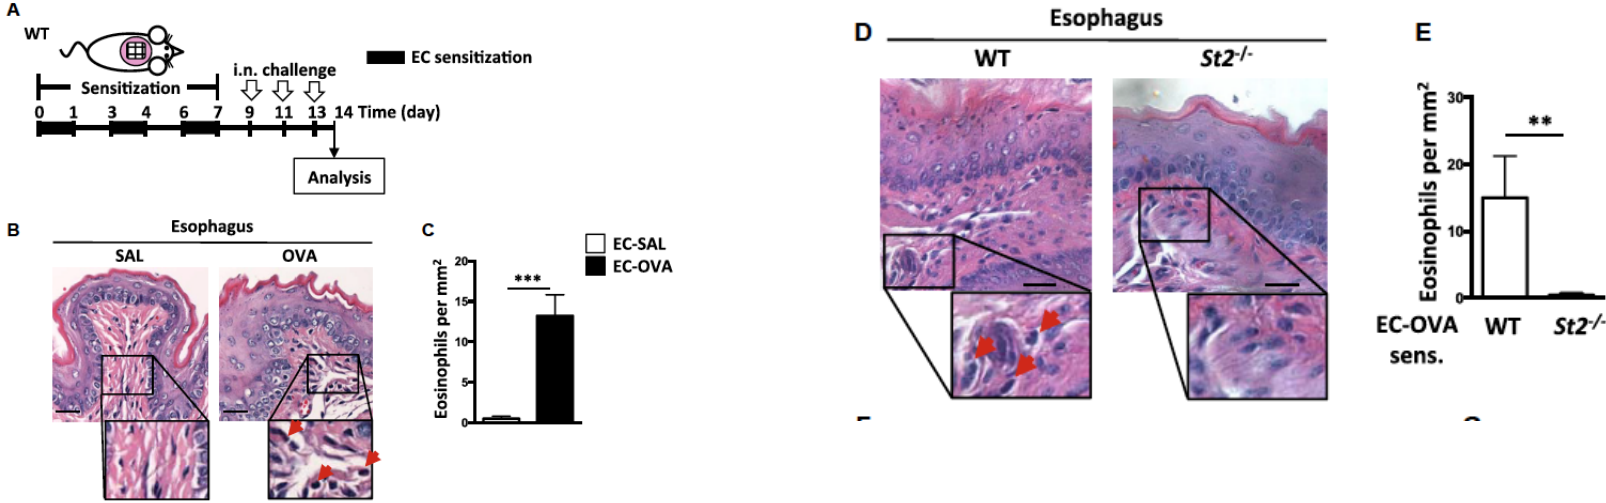 A
WT
EC sensitization
i.n. challenge
Sensitization
0 1 3 4 6 7 9 11 13 14 Time (day)
Analysis
B
Esophagus
SAL OVA
C
EC-SAL
EC-OVA
Eosinophils per mm2
20
15
10
5
0
***
D
Esophagus
WT St2-/-
E
Eosinophils per mm2
30
20
10
0
**
EC-OVA sens.
WT St2-/-